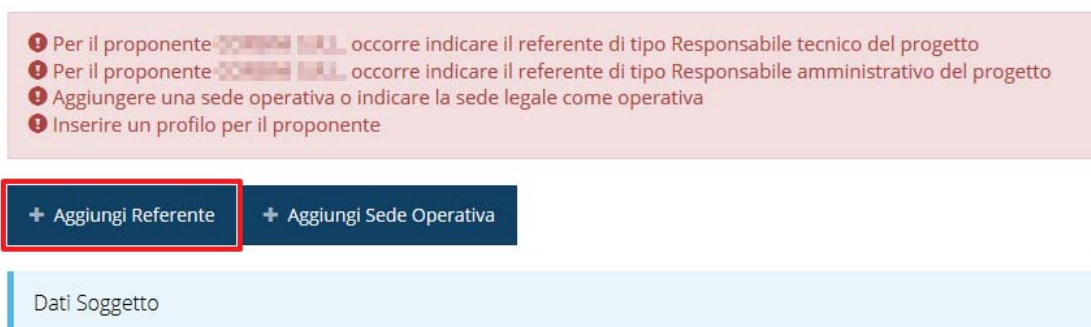 Per il proponente occorre indicare il referente di tipo Responsabile tecnico del progetto
Per il proponente occorre indicare il referente di tipo Responsabile amministrativo del progetto
Aggiungere una sede operativa o indicare la sede legale come operativa
Inserire un profilo per il proponente
+ Aggiungi Referente + Aggiungi Sede Operativa
Dati Soggetto